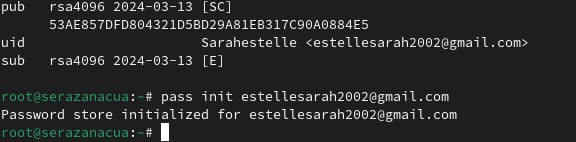 pub   rsa4096 2024-03-13 [SC]
      53AE857DFD804321D5BD29A81EB317C90A0884E5
uid                      Sarahestelle <estellesarah2002@gmail.com>
sub   rsa4096 2024-03-13 [E]
root@serazanacua:~# pass init estellesarah2002@gmail.com
Password store initialized for estellesarah2002@gmail.com
root@serazanacua:~#